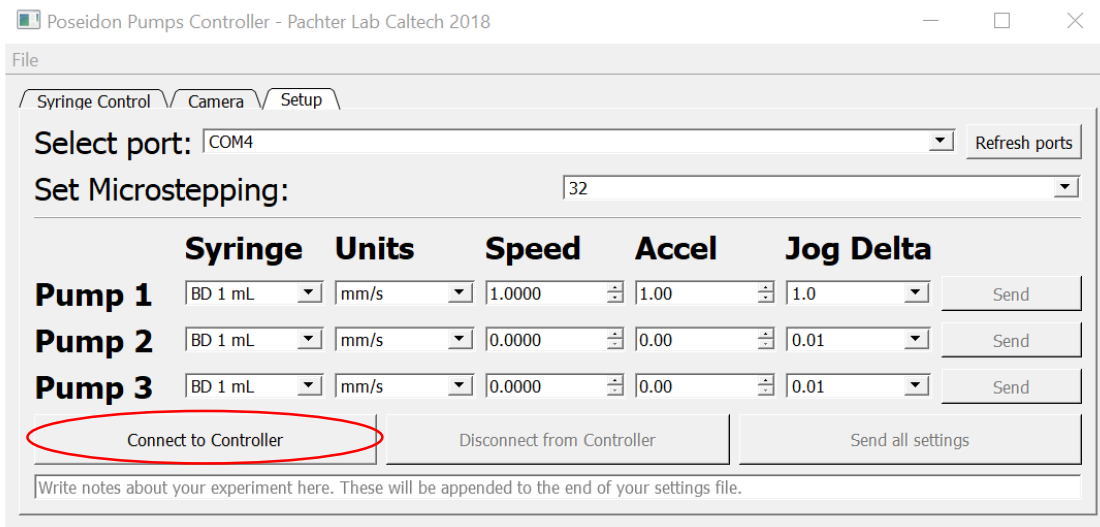 Poseidon Pumps Controller - Pachter Lab Caltech 2018
File
Syringe Control Camera Setup
Select port: COM4 Refresh ports
Set Microstepping: 32
Syringe Units Speed Accel Jog Delta
Pump 1 BD 1 mL mm/s 1.0000 1.00 1.0 Send
Pump 2 BD 1 mL mm/s 0.0000 0.00 0.01 Send
Pump 3 BD 1 mL mm/s 0.0000 0.00 0.01 Send
Connect to Controller Disconnect from Controller Send all settings
Write notes about your experiment here. These will be appended to the end of your settings file.